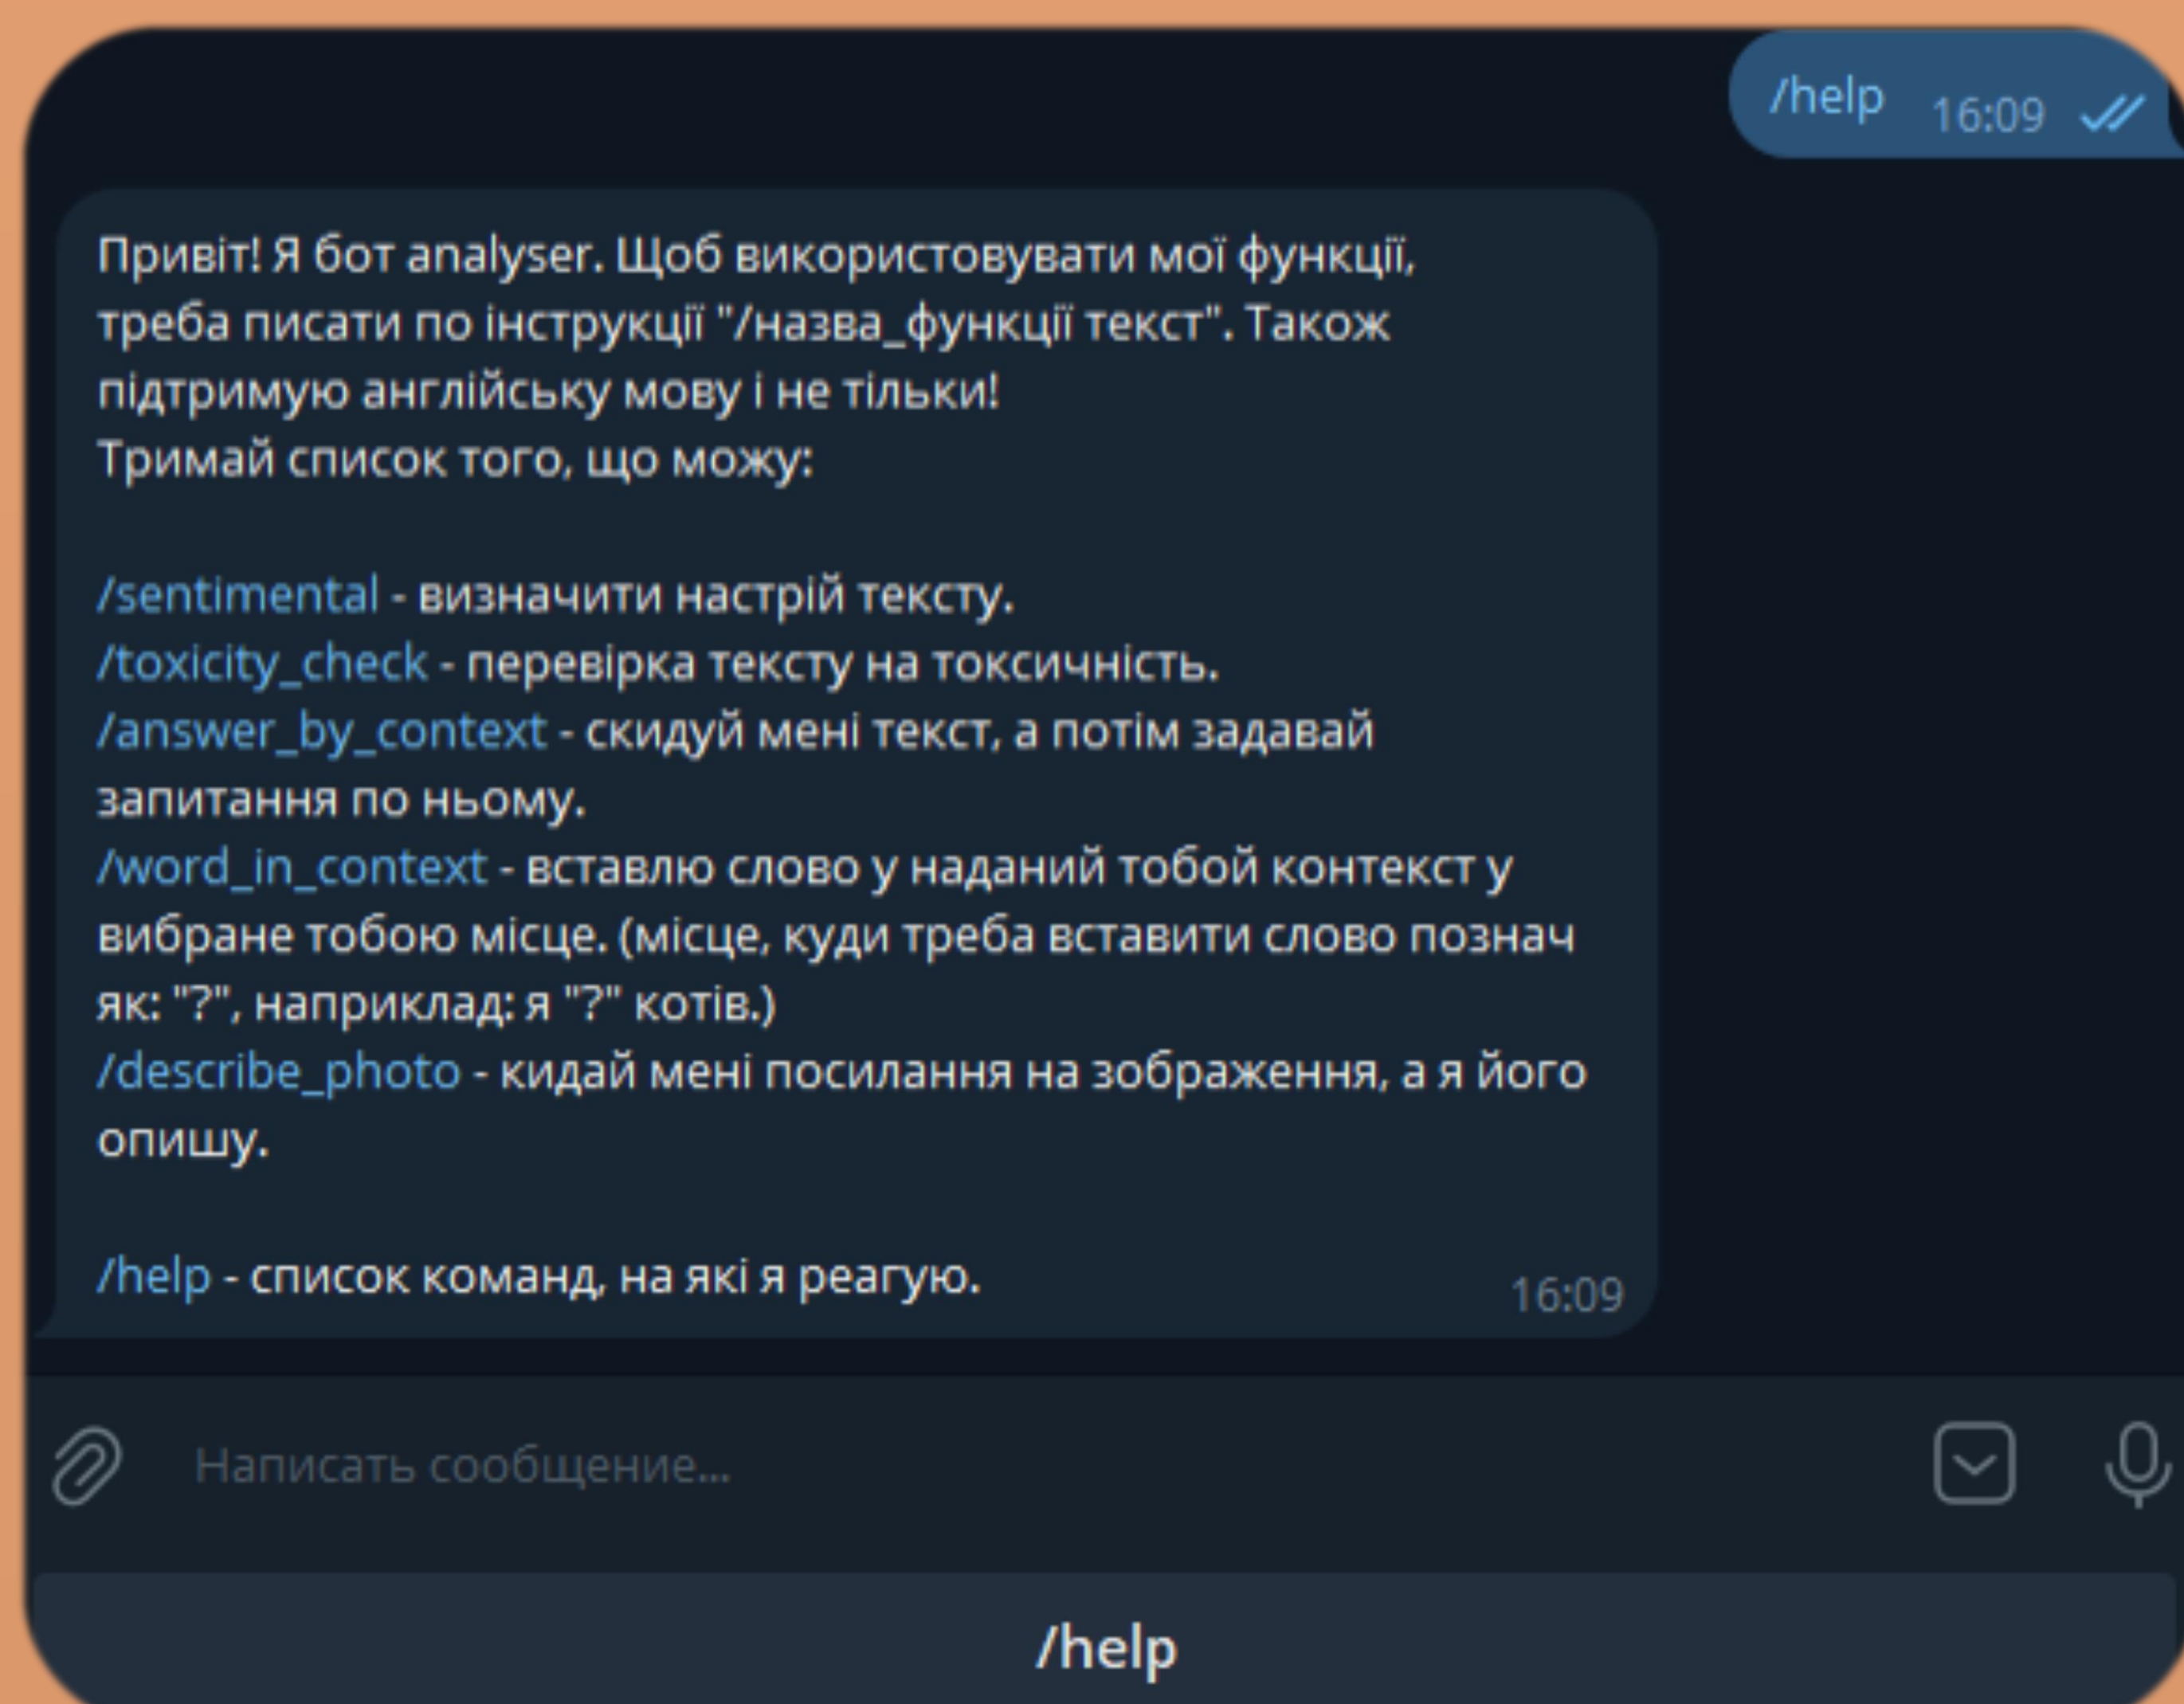 /help 16:09
Привіт! Я бот analyser. Щоб використовувати мої функції,
треба писати по інструкції "/назва_функції текст". Також
підтримую англійську мову і не тільки!
Тримай список того, що можу:
/sentimental - визначити настрій тексту.
/toxicity_check - перевірка тексту на токсичність.
/answer_by_context - скидуй мені текст, а потім задавай
запитання по ньому.
/word_in_context - вставлю слово у наданий тобой контекст у
вибране тобою місце. (місце, куди треба вставити слово познач
як: "?", наприклад: я "?" котів.)
/describe_photo - кидай мені посилання на зображення, а я його
опишу.
/help - список команд, на які я реагую.
16:09
Написать сообщение...
/help